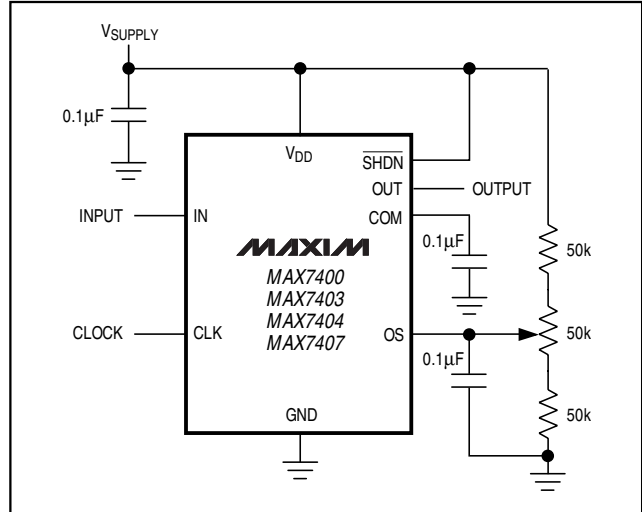 VSUPPLY
0.1µF
VDD
SHDN
OUT
OUTPUT
INPUT
IN
COM
MAXIM
0.1µF
50k
MAX7400
MAX7403
MAX7404
MAX7407
CLOCK
CLK
OS
50k
0.1µF
GND
50k